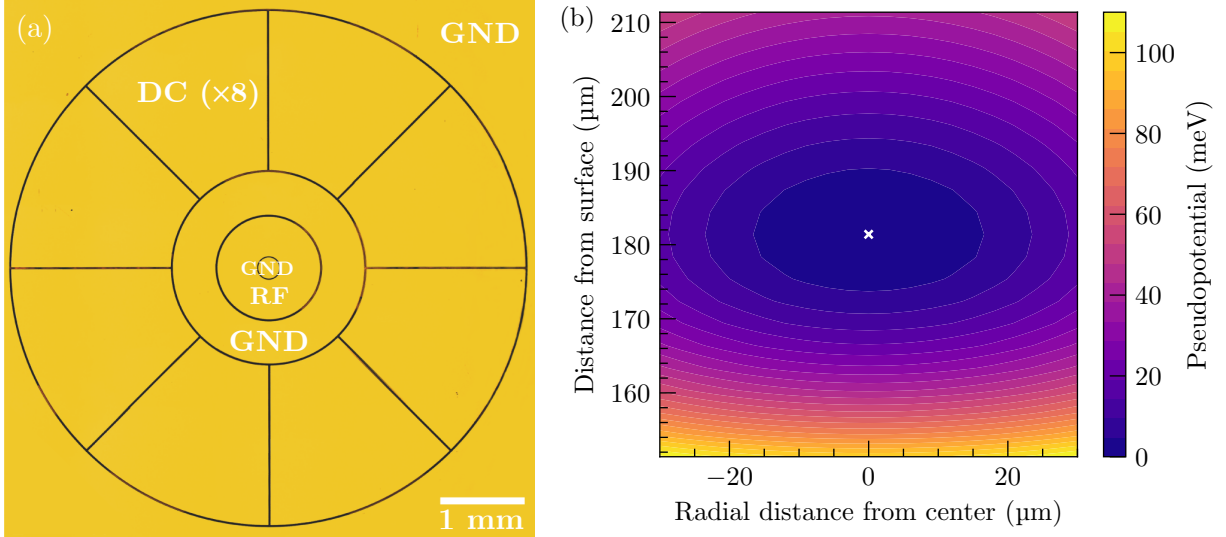 (a)
GND
DC (×8)
GND
RF
GND
1 mm
(b)
210
200
190
180
170
160
−20
0
20
Distance from surface (µm)
Radial distance from center (µm)
100
80
60
40
20
0
Pseudopotential (meV)